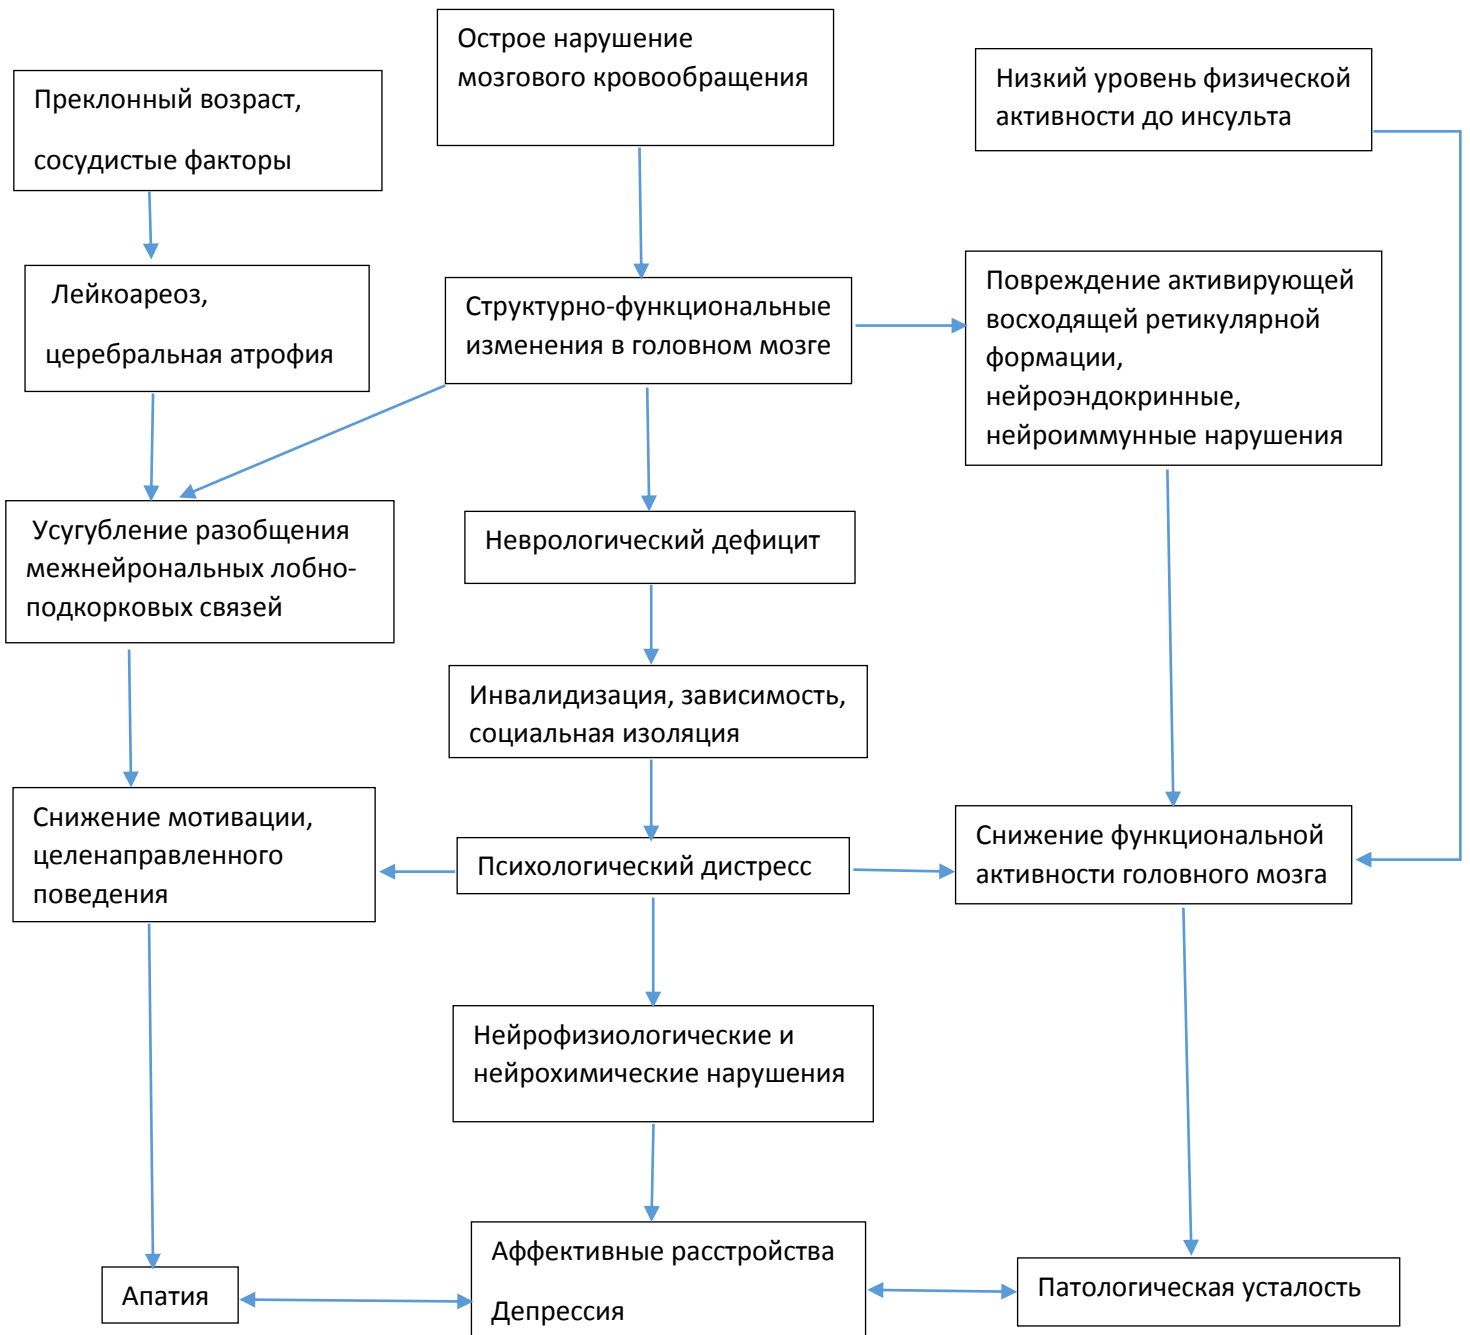 Острое нарушение
мозгового кровообращения
Преклонный возраст,
сосудистые факторы
Низкий уровень физической
активности до инсульта
Лейкоареоз,
церебральная атрофия
Структурно-функциональные
изменения в головном мозге
Повреждение активирующей
восходящей ретикулярной
формации,
нейроэндокринные,
нейроиммунные нарушения
Усугубление разобщения
межнейрональных лобно-
подкорковых связей
Неврологический дефицит
Инвалидизация, зависимость,
социальная изоляция
Снижение мотивации,
целенаправленного
поведения
Психологический дистресс
Снижение функциональной
активности головного мозга
Нейрофизиологические и
нейрохимические нарушения
Апатия
Аффективные расстройства
Депрессия
Патологическая усталость